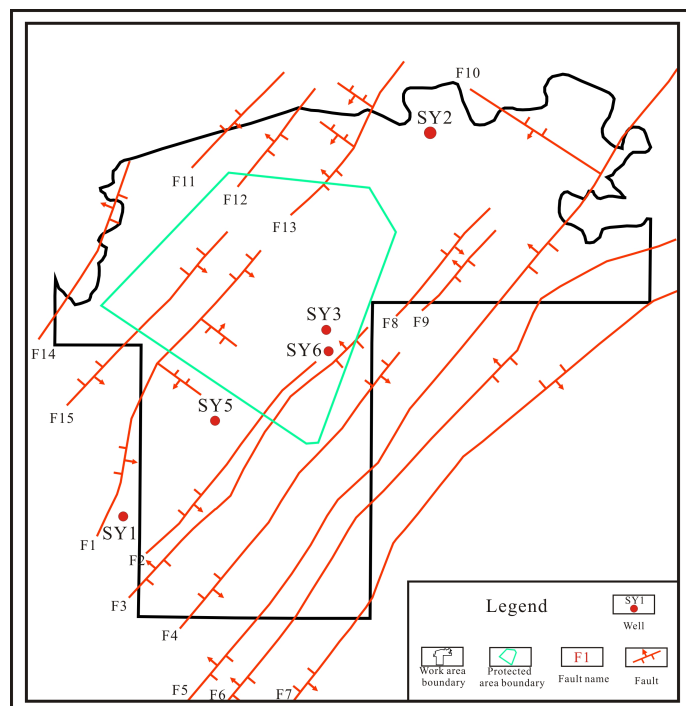 F10
SY2
F11
F12
F13
SY3
F8
F9
SY6
F14
SY5
F15
SY1
F1
F2
F3
F4
F5
F6
F7
Legend
SY1
Well
F1
Work area
boundary
Protected
area boundary
Fault name
Fault